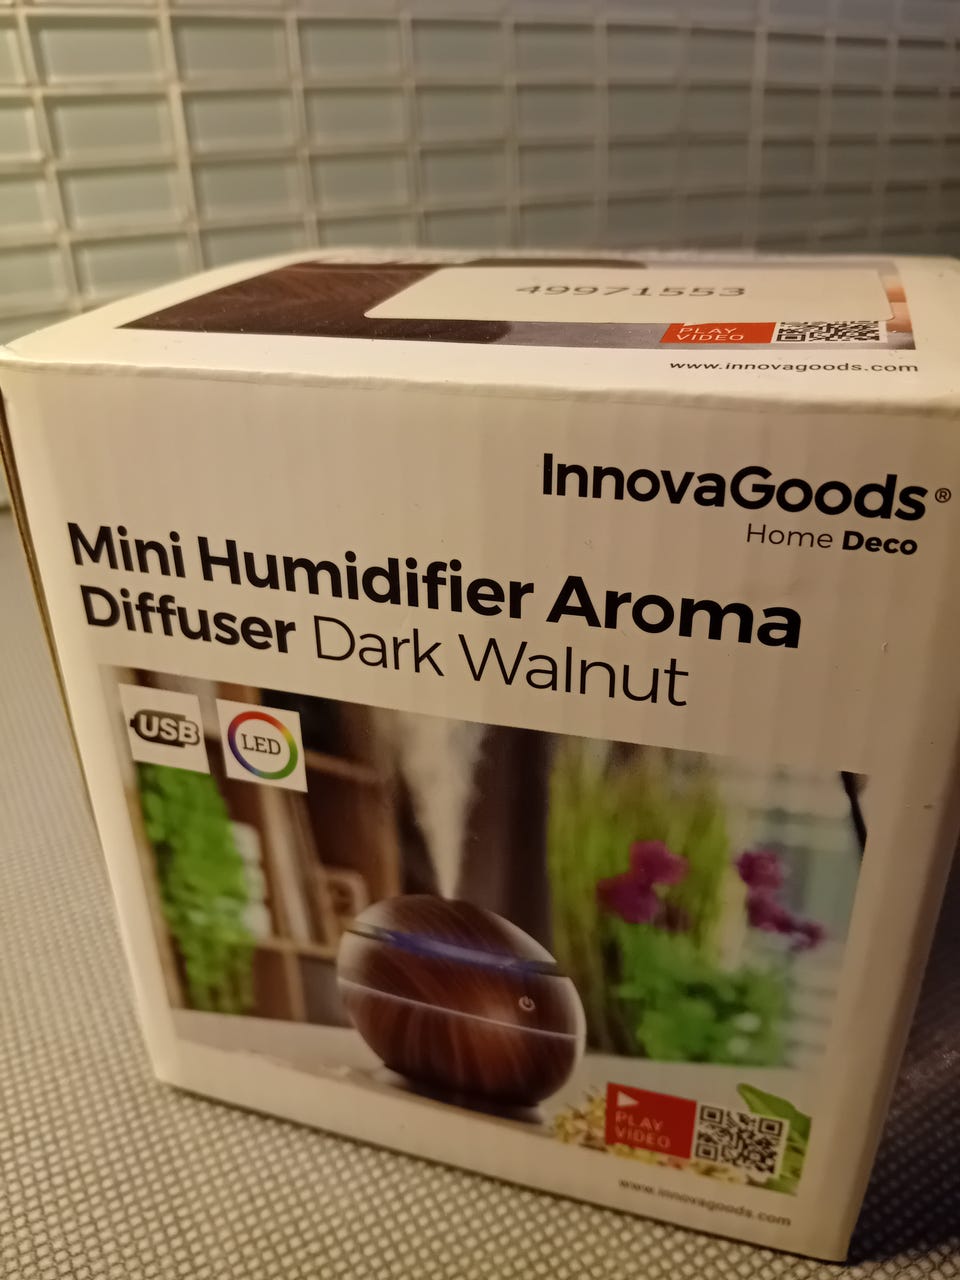 49971553
PLAY
VIDEO
www.innovagoods.com
InnovaGoods®
Home Deco
Mini Humidifier Aroma
Diffuser Dark Walnut
USB
LED
PLAY
VIDEO
www.innovagoods.com